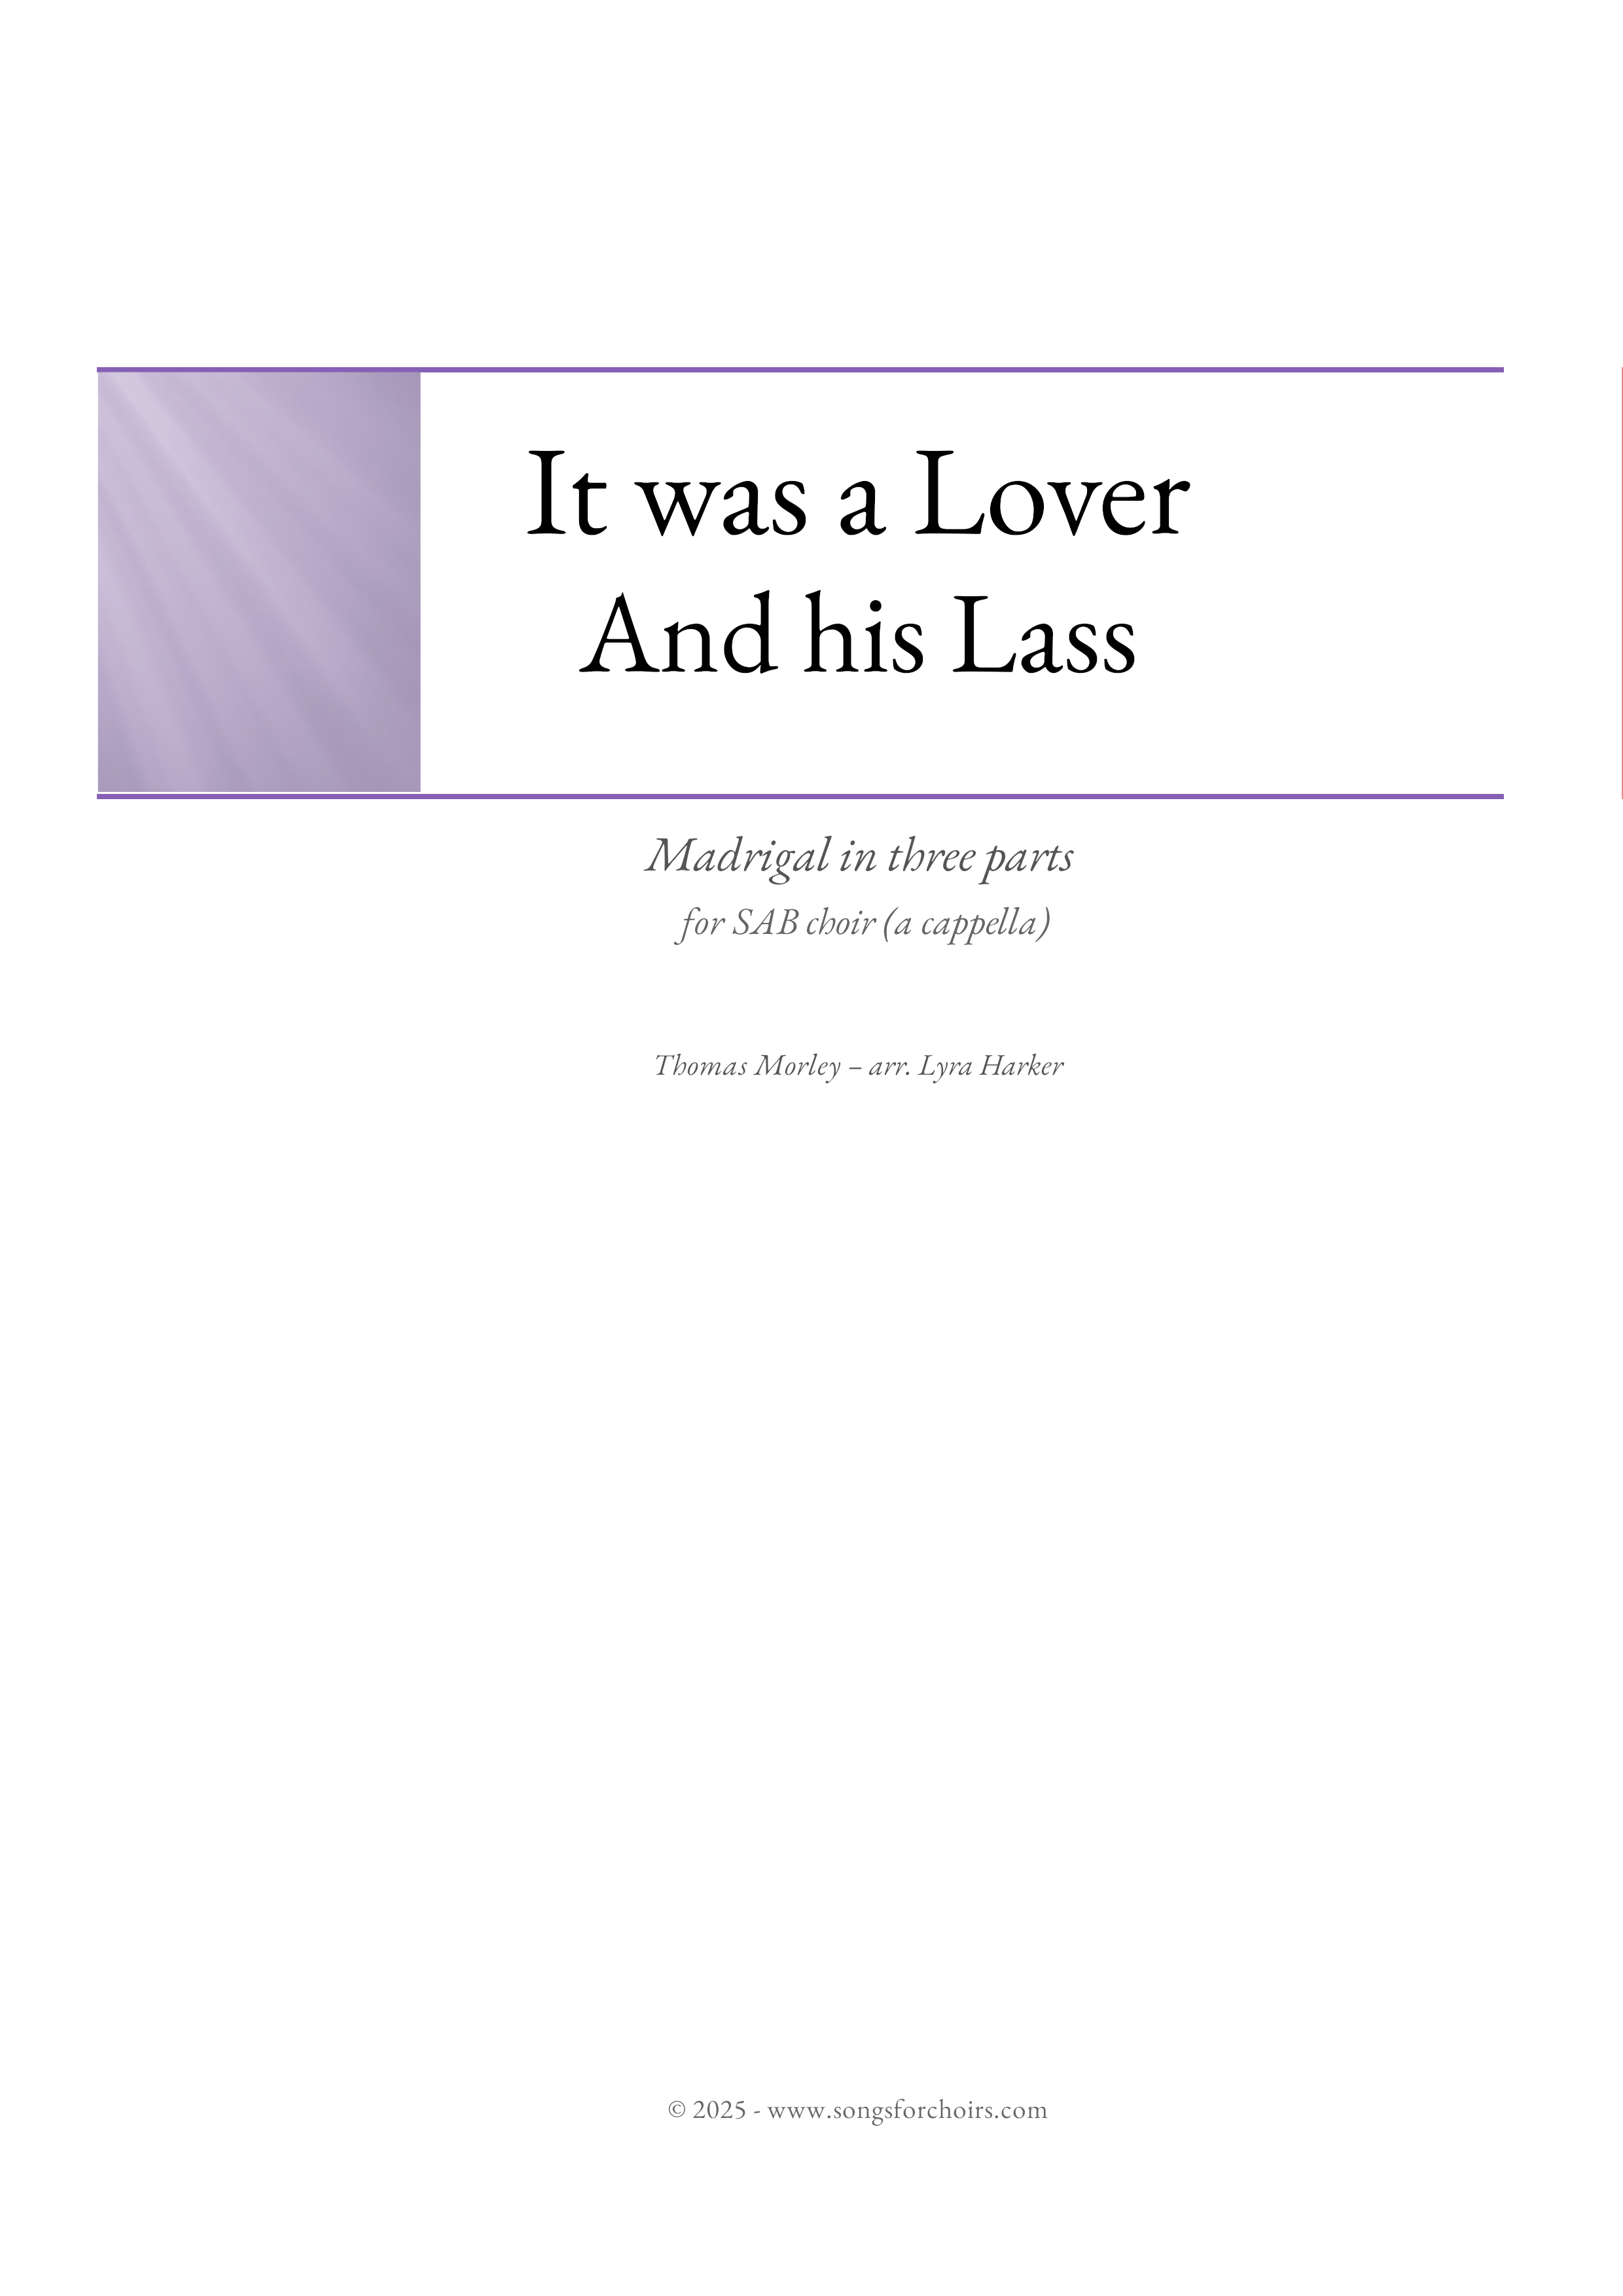 It was a Lover
And his Lass
Madrigal in three parts
for SAB choir (a cappella)
Thomas Morley – arr. Lyra Harker
© 2025 - www.songsforchoirs.com